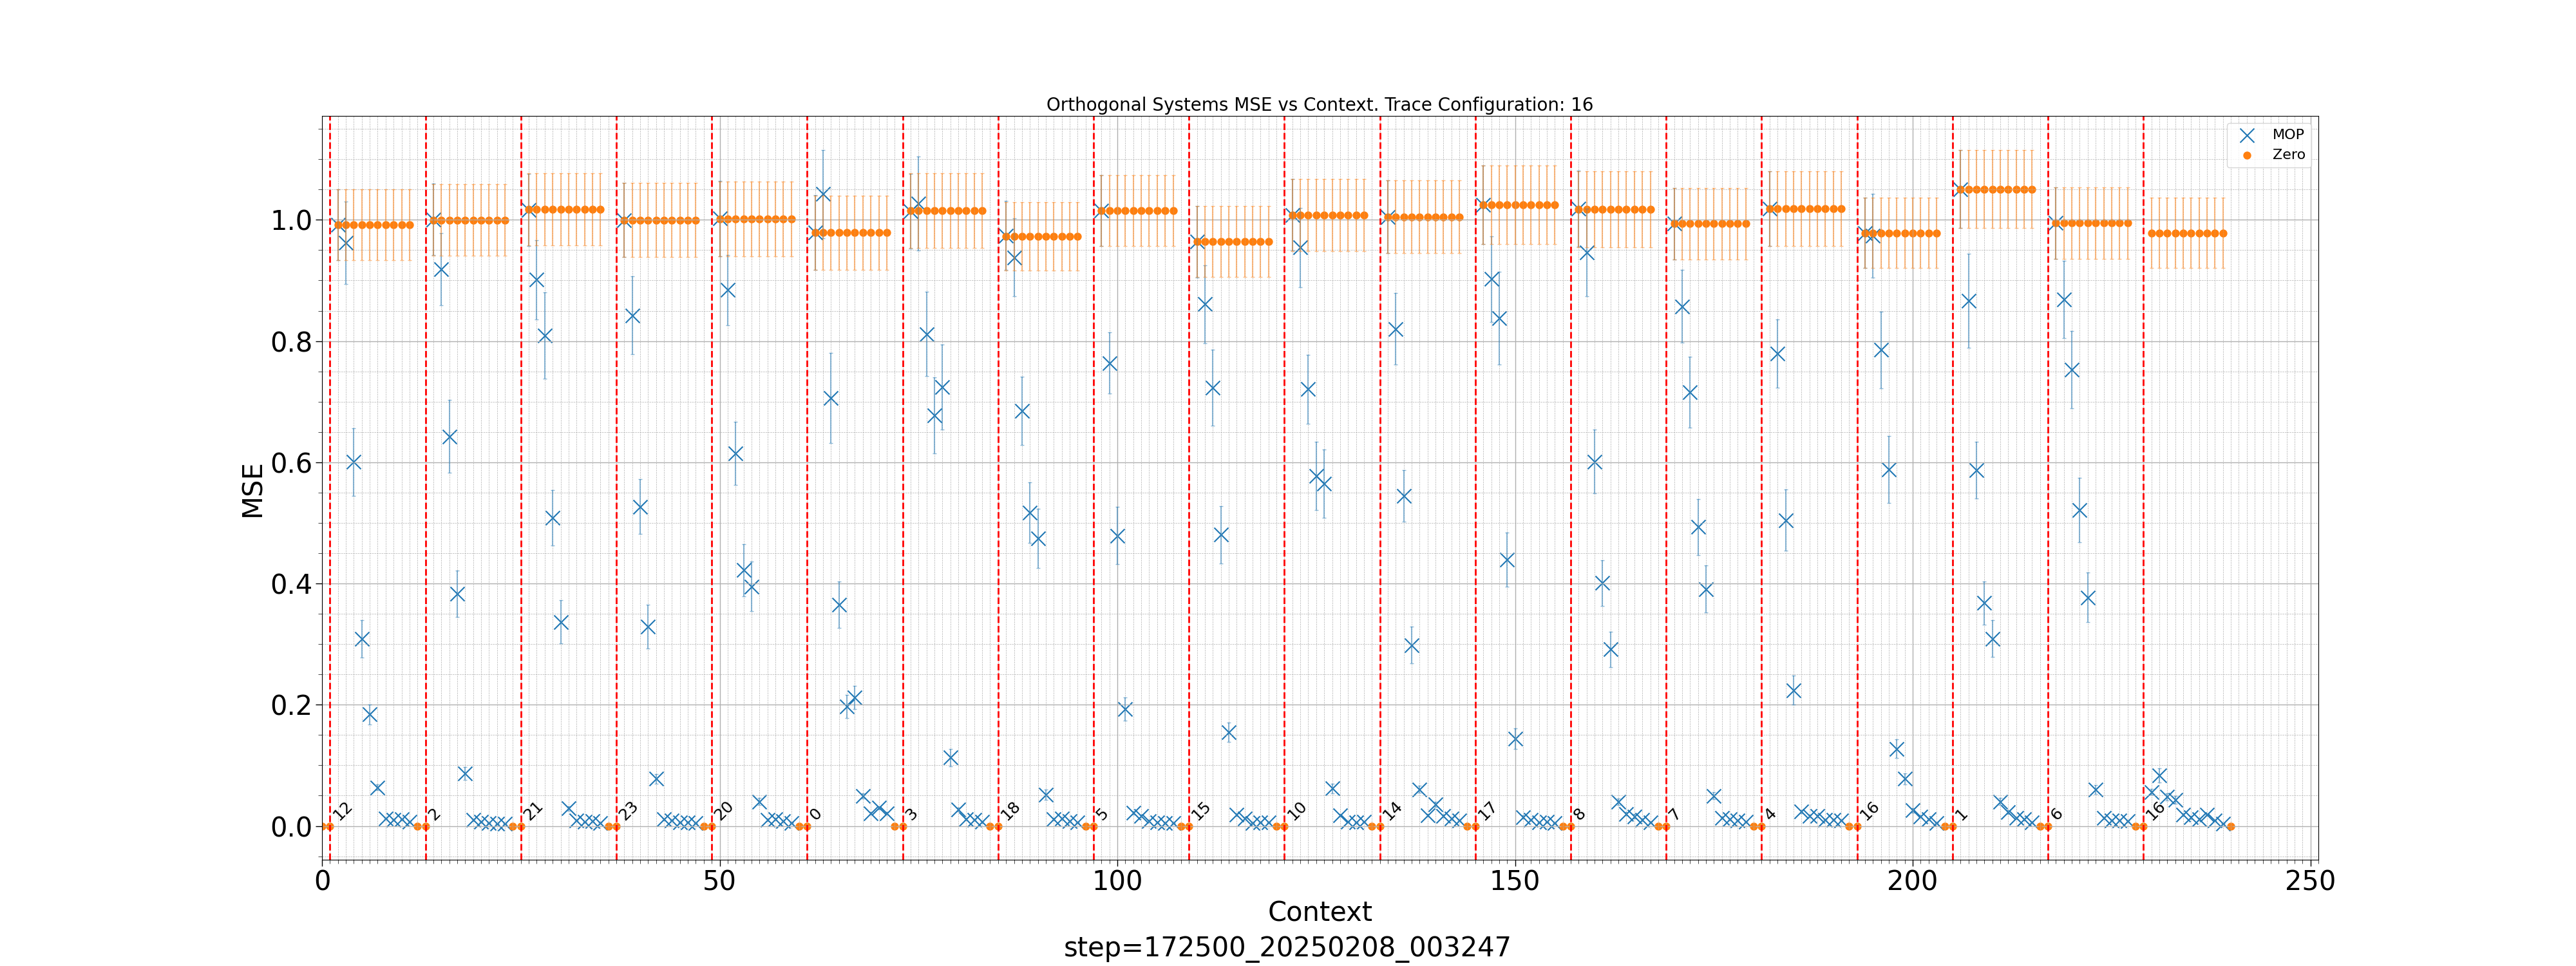 Orthogonal Systems MSE vs Context. Trace Configuration: 16
MOP
Zero
1.0
0.8
0.6
0.4
0.2
0.0
MSE
12 2 21 23 20 0 3 18 5 15 10 14 17 8 7 4 16 1 6 16
0 50 100 150 200 250
Context
step=172500_20250208_003247